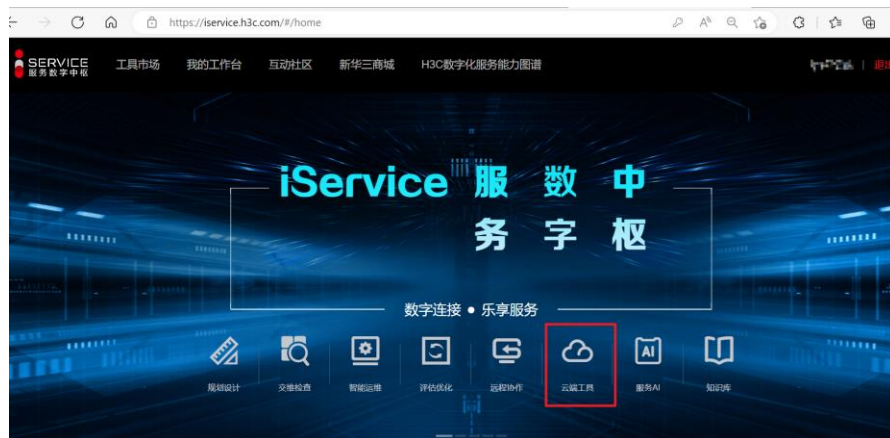 https://iservice.h3c.com/#/home
SERVICE
服务数字中枢
工具市场 我的工作台 互动社区 新华三商城 H3C数字化服务能力图谱
iService 服务 数字 中枢
数字连接 • 乐享服务
规划设计 交维检查 智能运维 评估优化 远程协作 云端工具 服务AI 知识库
AI